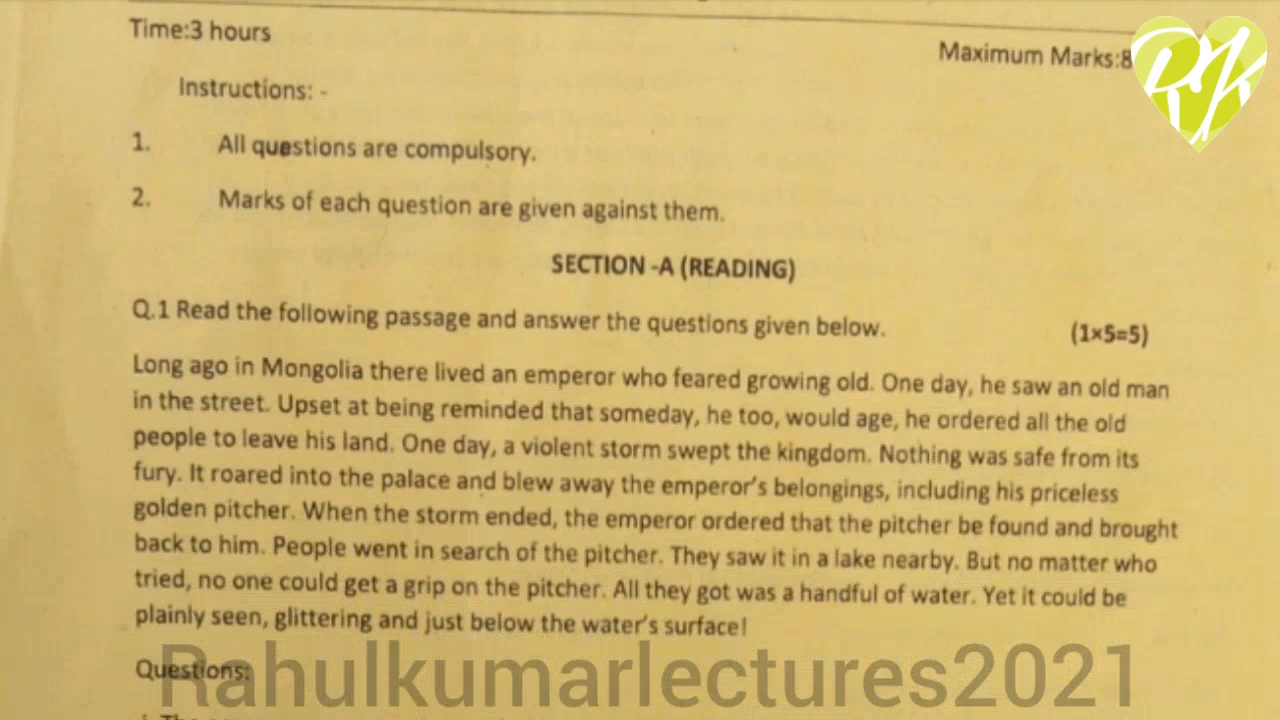 Time:3 hours
Maximum Marks:8
RK
Instructions: -
1. All questions are compulsory.
2. Marks of each question are given against them.
SECTION -A (READING)
Q.1 Read the following passage and answer the questions given below. (1×5=5)
Long ago in Mongolia there lived an emperor who feared growing old. One day, he saw an old man
in the street. Upset at being reminded that someday, he too, would age, he ordered all the old
people to leave his land. One day, a violent storm swept the kingdom. Nothing was safe from its
fury. It roared into the palace and blew away the emperor's belongings, including his priceless
golden pitcher. When the storm ended, the emperor ordered that the pitcher be found and brought
back to him. People went in search of the pitcher. They saw it in a lake nearby. But no matter who
tried, no one could get a grip on the pitcher. All they got was a handful of water. Yet it could be
plainly seen, glittering and just below the water's surface!
Questions:
Rahulkumarlectures2021